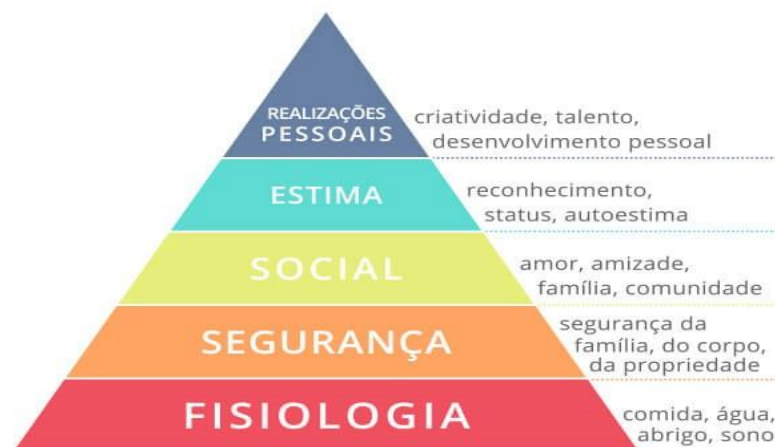 REALIZAÇÕES
PESSOAIS
criatividade, talento,
desenvolvimento pessoal
ESTIMA
reconhecimento,
status, autoestima
SOCIAL
amor, amizade,
família, comunidade
SEGURANÇA
segurança da
família, do corpo,
da propriedade
FISIOLOGIA
comida, água,
abrigo, sono